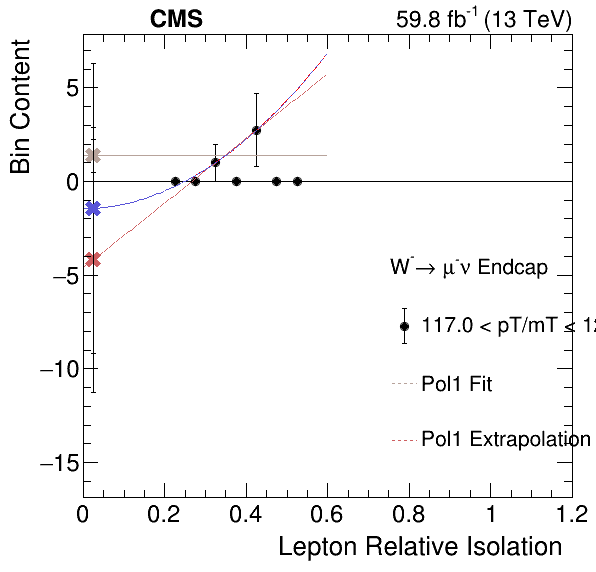 CMS 59.8 fb⁻¹ (13 TeV)
Bin Content
5
0
−5
−10
−15
W⁻→ μ⁻ν Endcap
117.0 < pT/mT < 12
Pol1 Fit
Pol1 Extrapolation
0 0.2 0.4 0.6 0.8 1 1.2
Lepton Relative Isolation